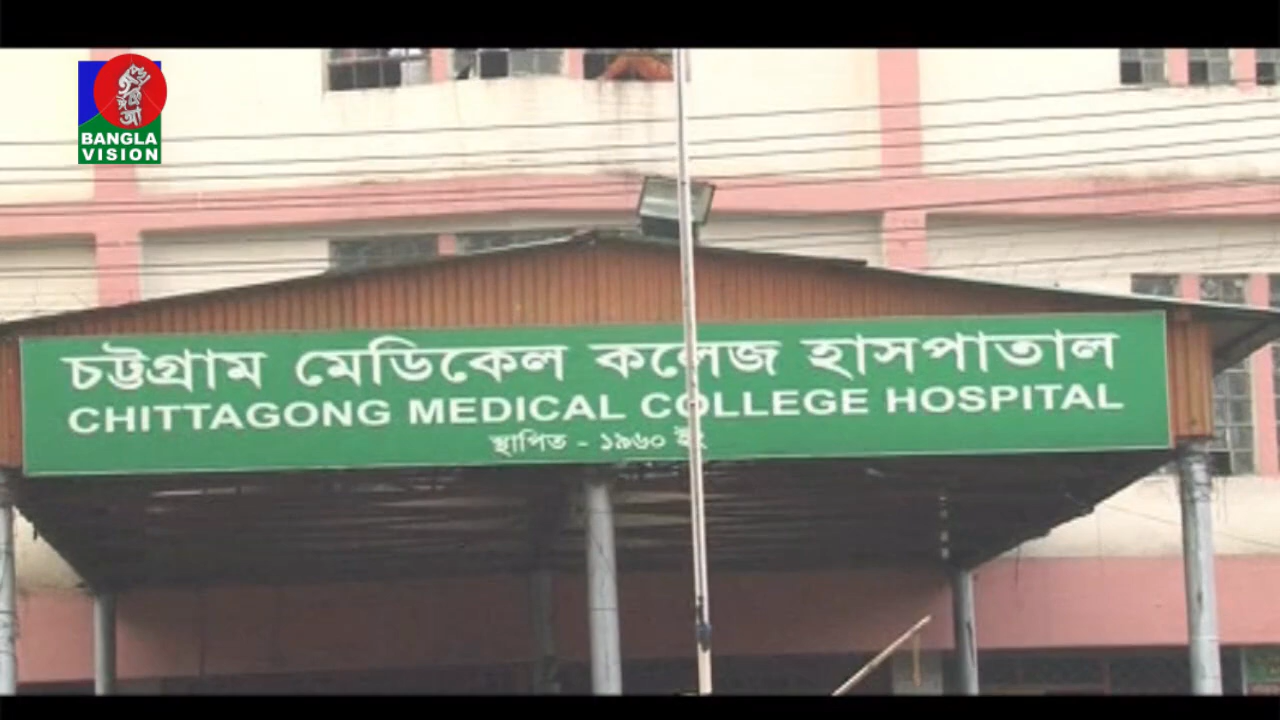 BANGLA
VISION
চট্টগ্রাম মেডিকেল কলেজ হাসপাতাল
CHITTAGONG MEDICAL COLLEGE HOSPITAL
স্থাপিত - ১৯৬০ ইং